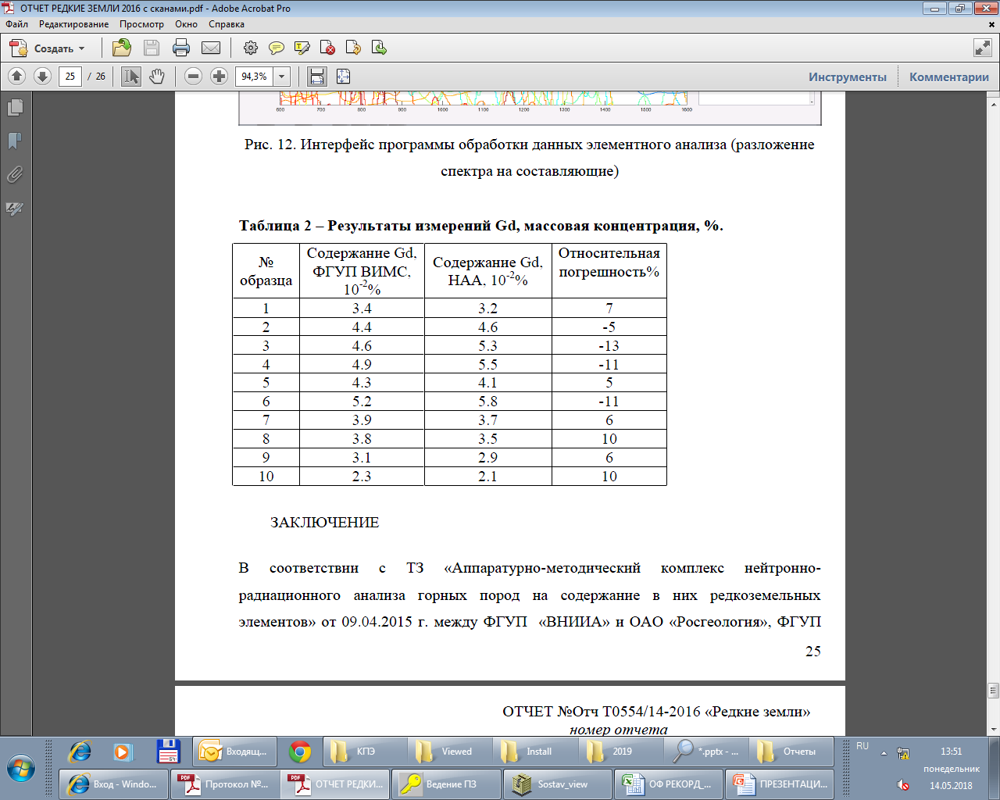 ОТЧЕТ РЕДКИЕ ЗЕМЛИ 2016 с сканами.pdf - Adobe Acrobat Pro
Файл Редактирование Просмотр Окно Справка
Создать
25 / 26 94,3% Инструменты Комментарии
600 700 800 900 1000 1100 1200 1300 1400 1500 1600
Рис. 12. Интерфейс программы обработки данных элементного анализа (разложение
спектра на составляющие)
Таблица 2 – Результаты измерений Gd, массовая концентрация, %.
№ образца Содержание Gd, ФГУП ВИМС, 10-2% Содержание Gd, НАА, 10-2% Относительная погрешность%
1 3.4 3.2 7
2 4.4 4.6 -5
3 4.6 5.3 -13
4 4.9 5.5 -11
5 4.3 4.1 5
6 5.2 5.8 -11
7 3.9 3.7 6
8 3.8 3.5 10
9 3.1 2.9 6
10 2.3 2.1 10
ЗАКЛЮЧЕНИЕ
В соответствии с ТЗ «Аппаратурно-методический комплекс нейтронно-
радиационного анализа горных пород на содержание в них редкоземельных
элементов» от 09.04.2015 г. между ФГУП «ВНИИА» и ОАО «Росгеология», ФГУП
25
ОТЧЕТ №Отч Т0554/14-2016 «Редкие земли»
номер отчета
64 Входящ... КПЭ Viewed Install 2019 *.pptx - ... Отчеты RU 13:51
понедельник
Вход - Windo... Протокол №... ОТЧЕТ РЕДКИ... Ведение ПЗ Sostav_view ОФ РЕКОРД_... ПРЕЗЕНТАЦИ... 14.05.2018